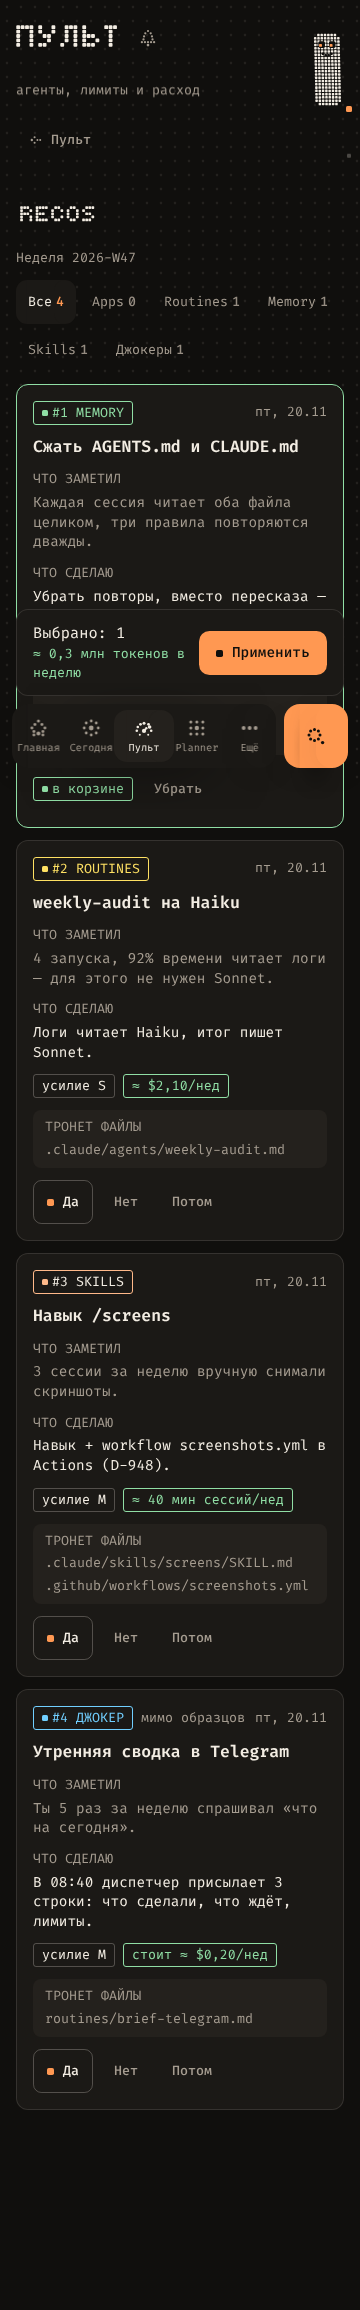 ПУЛЬТ
агенты, лимиты и расход
Пульт
RECOS
Неделя 2026-W47
Все 4 Apps 0 Routines 1 Memory 1
Skills 1 Джокеры 1
#1 MEMORY пт, 20.11
Сжать AGENTS.md и CLAUDE.md
ЧТО ЗАМЕТИЛ
Каждая сессия читает оба файла
целиком, три правила повторяются
дважды.
ЧТО СДЕЛАЮ
Убрать повторы, вместо пересказа —
Выбрано: 1
≈ 0,3 млн токенов в
неделю
Применить
Главная Сегодня Пульт Planner Ещё
в корзине Убрать
#2 ROUTINES пт, 20.11
weekly-audit на Haiku
ЧТО ЗАМЕТИЛ
4 запуска, 92% времени читает логи
— для этого не нужен Sonnet.
ЧТО СДЕЛАЮ
Логи читает Haiku, итог пишет
Sonnet.
усилие S ≈ $2,10/нед
ТРОНЕТ ФАЙЛЫ
.claude/agents/weekly-audit.md
Да Нет Потом
#3 SKILLS пт, 20.11
Навык /screens
ЧТО ЗАМЕТИЛ
3 сессии за неделю вручную снимали
скриншоты.
ЧТО СДЕЛАЮ
Навык + workflow screenshots.yml в
Actions (D-948).
усилие M ≈ 40 мин сессий/нед
ТРОНЕТ ФАЙЛЫ
.claude/skills/screens/SKILL.md
.github/workflows/screenshots.yml
Да Нет Потом
#4 ДЖОКЕР мимо образцов пт, 20.11
Утренняя сводка в Telegram
ЧТО ЗАМЕТИЛ
Ты 5 раз за неделю спрашивал «что
на сегодня».
ЧТО СДЕЛАЮ
В 08:40 диспетчер присылает 3
строки: что сделали, что ждёт,
лимиты.
усилие M стоит ≈ $0,20/нед
ТРОНЕТ ФАЙЛЫ
routines/brief-telegram.md
Да Нет Потом